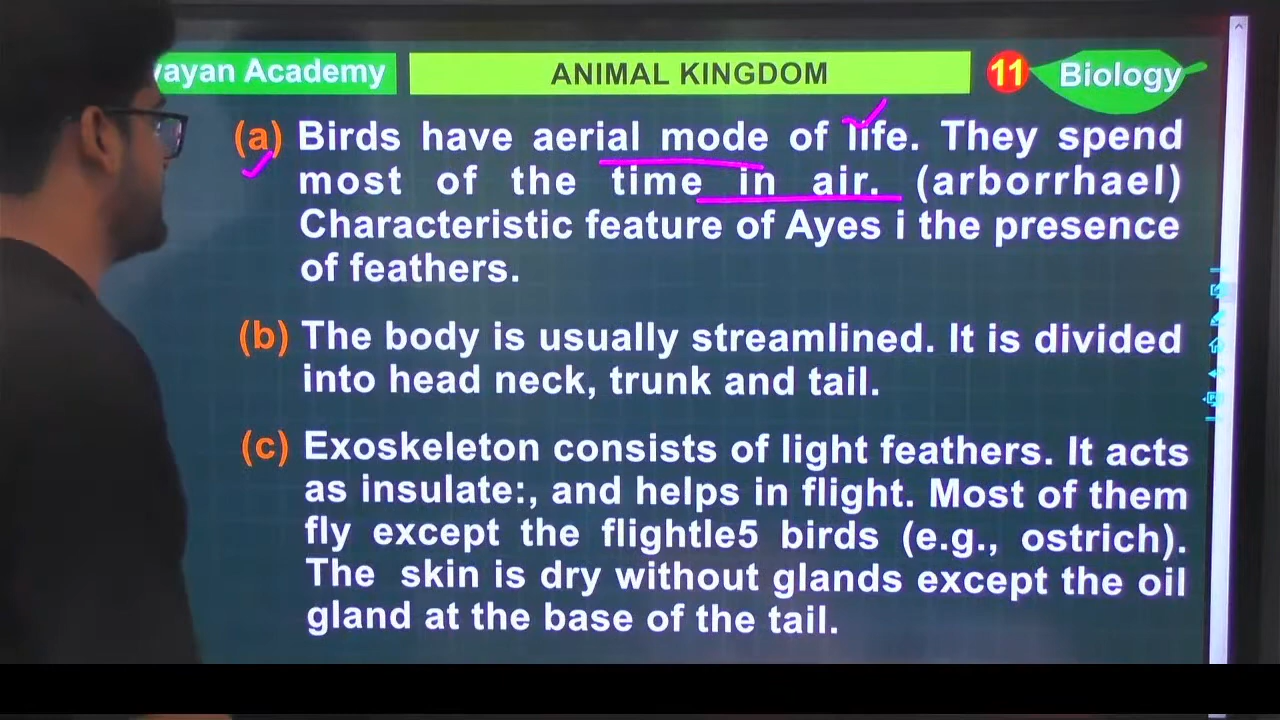 vayan Academy
ANIMAL KINGDOM
11 Biology
(a) Birds have aerial mode of life. They spend
most of the time in air. (arborrhael)
Characteristic feature of Ayes i the presence
of feathers.
(b) The body is usually streamlined. It is divided
into head neck, trunk and tail.
(c) Exoskeleton consists of light feathers. It acts
as insulate:, and helps in flight. Most of them
fly except the flightle5 birds (e.g., ostrich).
The skin is dry without glands except the oil
gland at the base of the tail.